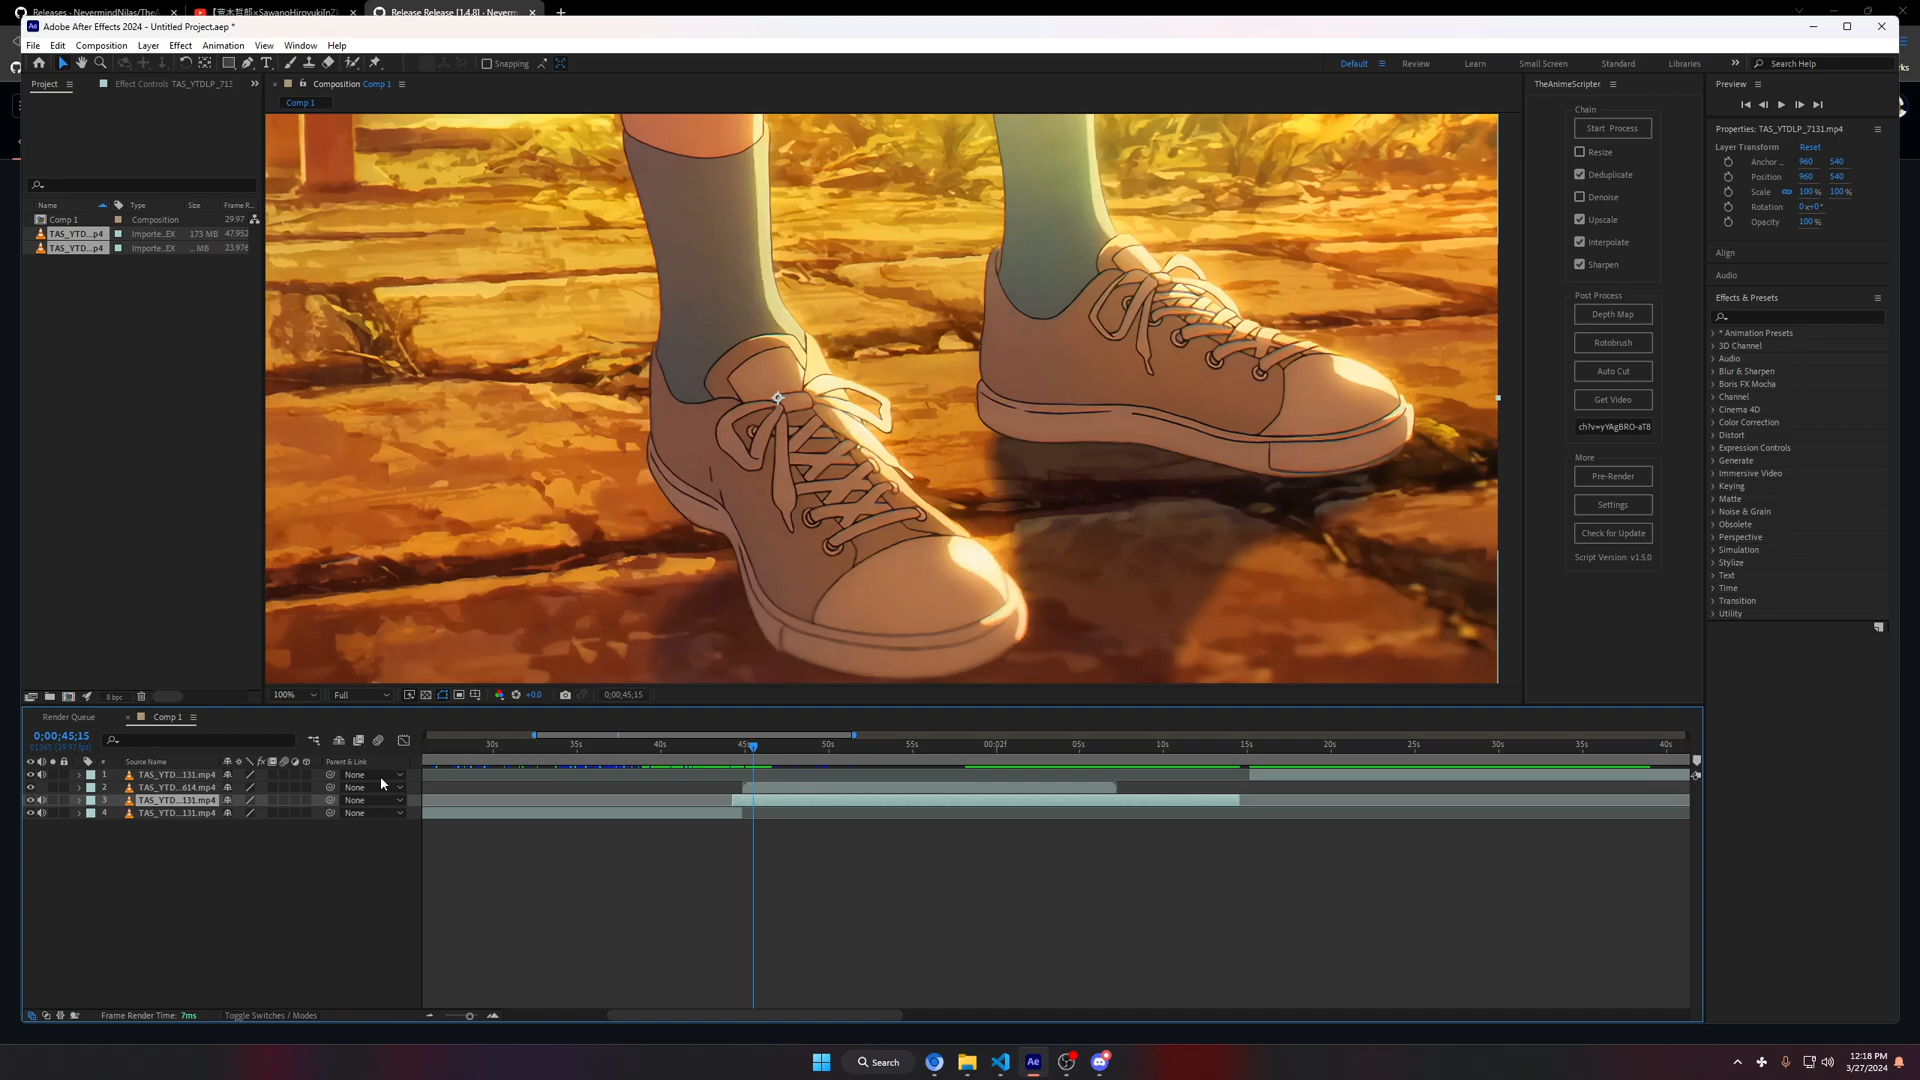 Releases · NevermindNilas/TheA
【荒木哲郎×SawanoHiroyuki[nZ
Release Release [1.4.8] · Neverm
Adobe After Effects 2024 - Untitled Project.aep *
File Edit Composition Layer Effect Animation View Window Help
Snapping
Default Review Learn Small Screen Standard Libraries Search Help
Project
Effect Controls TAS_YTDLP_713
Composition Comp 1
Comp 1
Name Type Size Frame R...
Comp 1 Composition 29.97
TAS_YTD...p4 Importe...EX 173 MB 47.952
TAS_YTD...p4 Importe...EX ... MB 23.976
8 bpc
100% Full +0.0 0;00;45;15
TheAnimeScripter
Chain
Start Process
Resize
Deduplicate
Denoise
Upscale
Interpolate
Sharpen
Post Process
Depth Map
Rotobrush
Auto Cut
Get Video
ch?v=yYAgBRO-aT8
More
Pre-Render
Settings
Check for Update
Script Version: v1.5.0
Preview
Properties: TAS_YTDLP_7131.mp4
Layer Transform Reset
Anchor ... 960 540
Position 960 540
Scale 100 % 100 %
Rotation 0 x+0 °
Opacity 100 %
Align
Audio
Effects & Presets
* Animation Presets
3D Channel
Audio
Blur & Sharpen
Boris FX Mocha
Channel
Cinema 4D
Color Correction
Distort
Expression Controls
Generate
Immersive Video
Keying
Matte
Noise & Grain
Obsolete
Perspective
Simulation
Stylize
Text
Time
Transition
Utility
Render Queue
Comp 1
0;00;45;15
01365 (29.97 fps)
30s 35s 40s 45s 50s 55s 00:02f 05s 10s 15s 20s 25s 30s 35s 40s
# Source Name Parent & Link
1 TAS_YTD...131.mp4 None
2 TAS_YTD...614.mp4 None
3 TAS_YTD...131.mp4 None
4 TAS_YTD...131.mp4 None
Frame Render Time: 7ms
Toggle Switches / Modes
Search
12:18 PM
3/27/2024